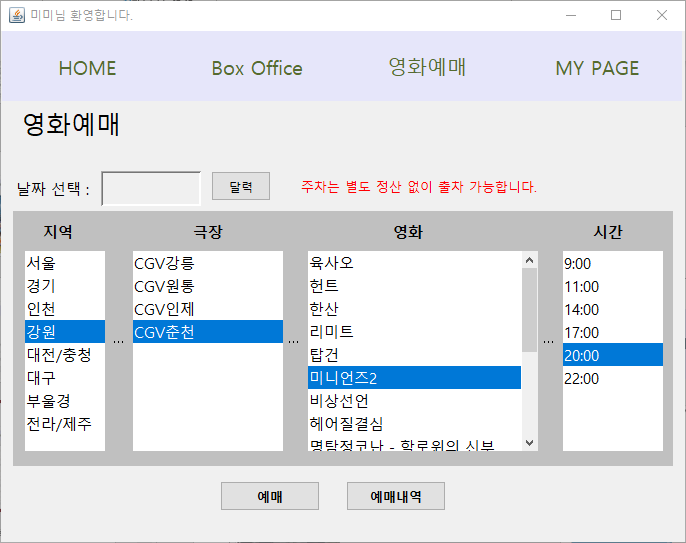 미미님 환영합니다.
HOME Box Office 영화예매 MY PAGE
영화예매
날짜 선택 : 달력 주차는 별도 정산 없이 출차 가능합니다.
지역 극장 영화 시간
서울 CGV강릉 육사오 9:00
경기 CGV원통 헌트 11:00
인천 CGV인제 한산 14:00
강원 ... CGV춘천 ... 리미트 ... 17:00
대전/충청 탑건 20:00
대구 미니언즈2 22:00
부울경 비상선언
전라/제주 헤어질결심
명탐정코난 - 할로윈의 신부
예매 예매내역